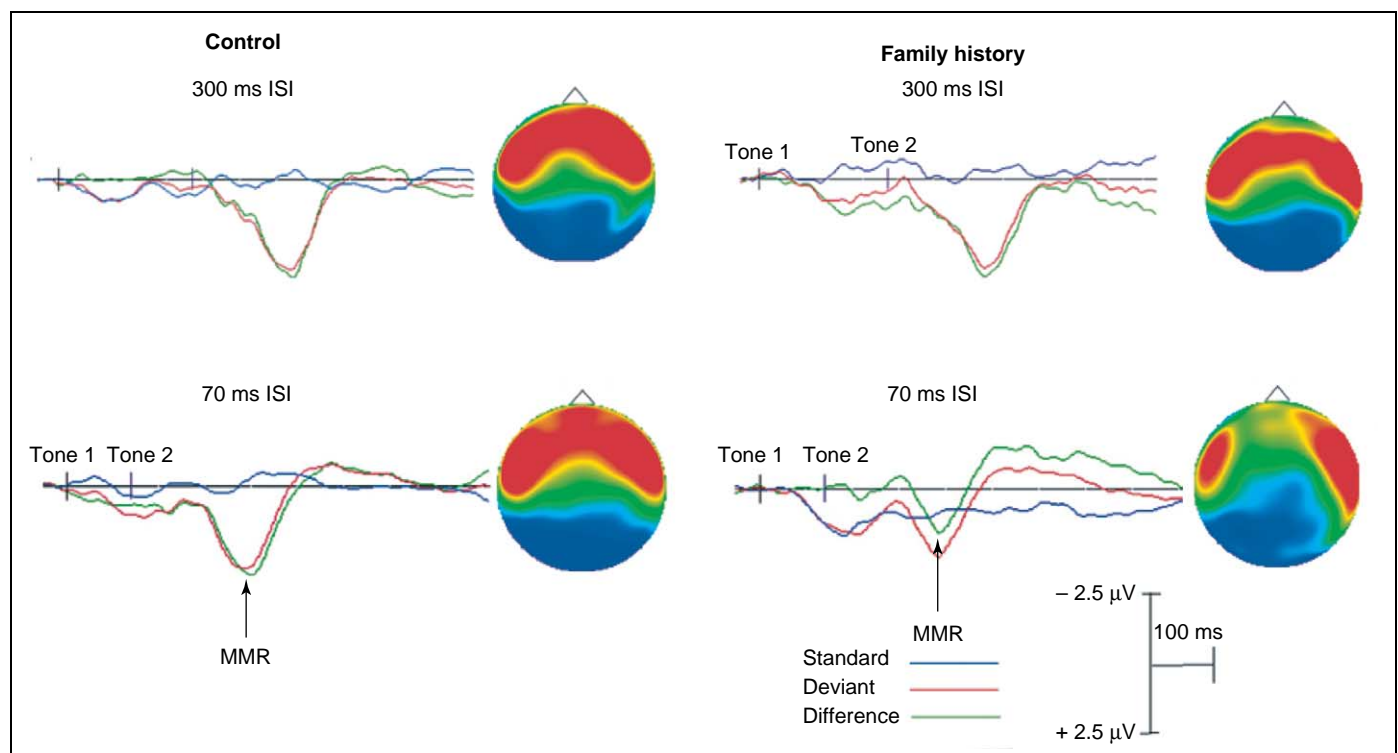 Control
300 ms ISI
Family history
300 ms ISI
Tone 1
Tone 2
70 ms ISI
Tone 1 Tone 2
MMR
70 ms ISI
Tone 1 Tone 2
MMR
Standard
Deviant
Difference
– 2.5 µV
100 ms
+ 2.5 µV